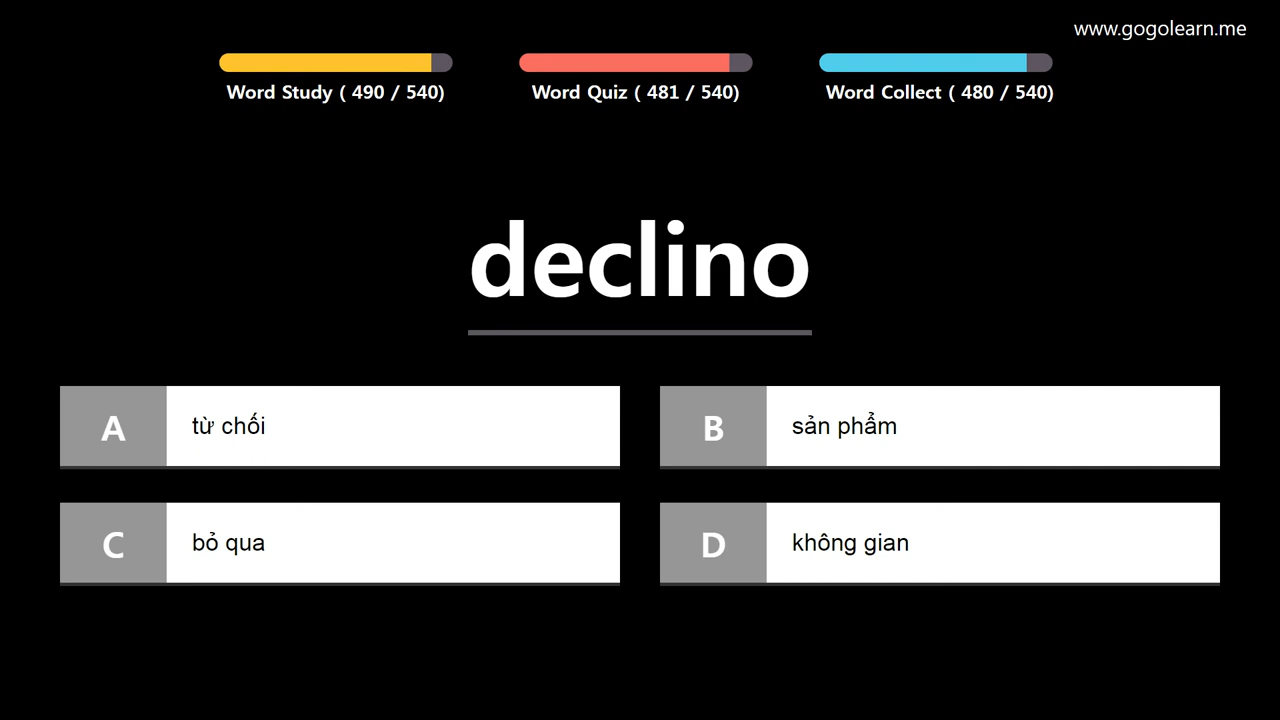 www.gogolearn.me
Word Study ( 490 / 540)
Word Quiz ( 481 / 540)
Word Collect ( 480 / 540)
declino
A
từ chối
B
sản phẩm
C
bỏ qua
D
không gian